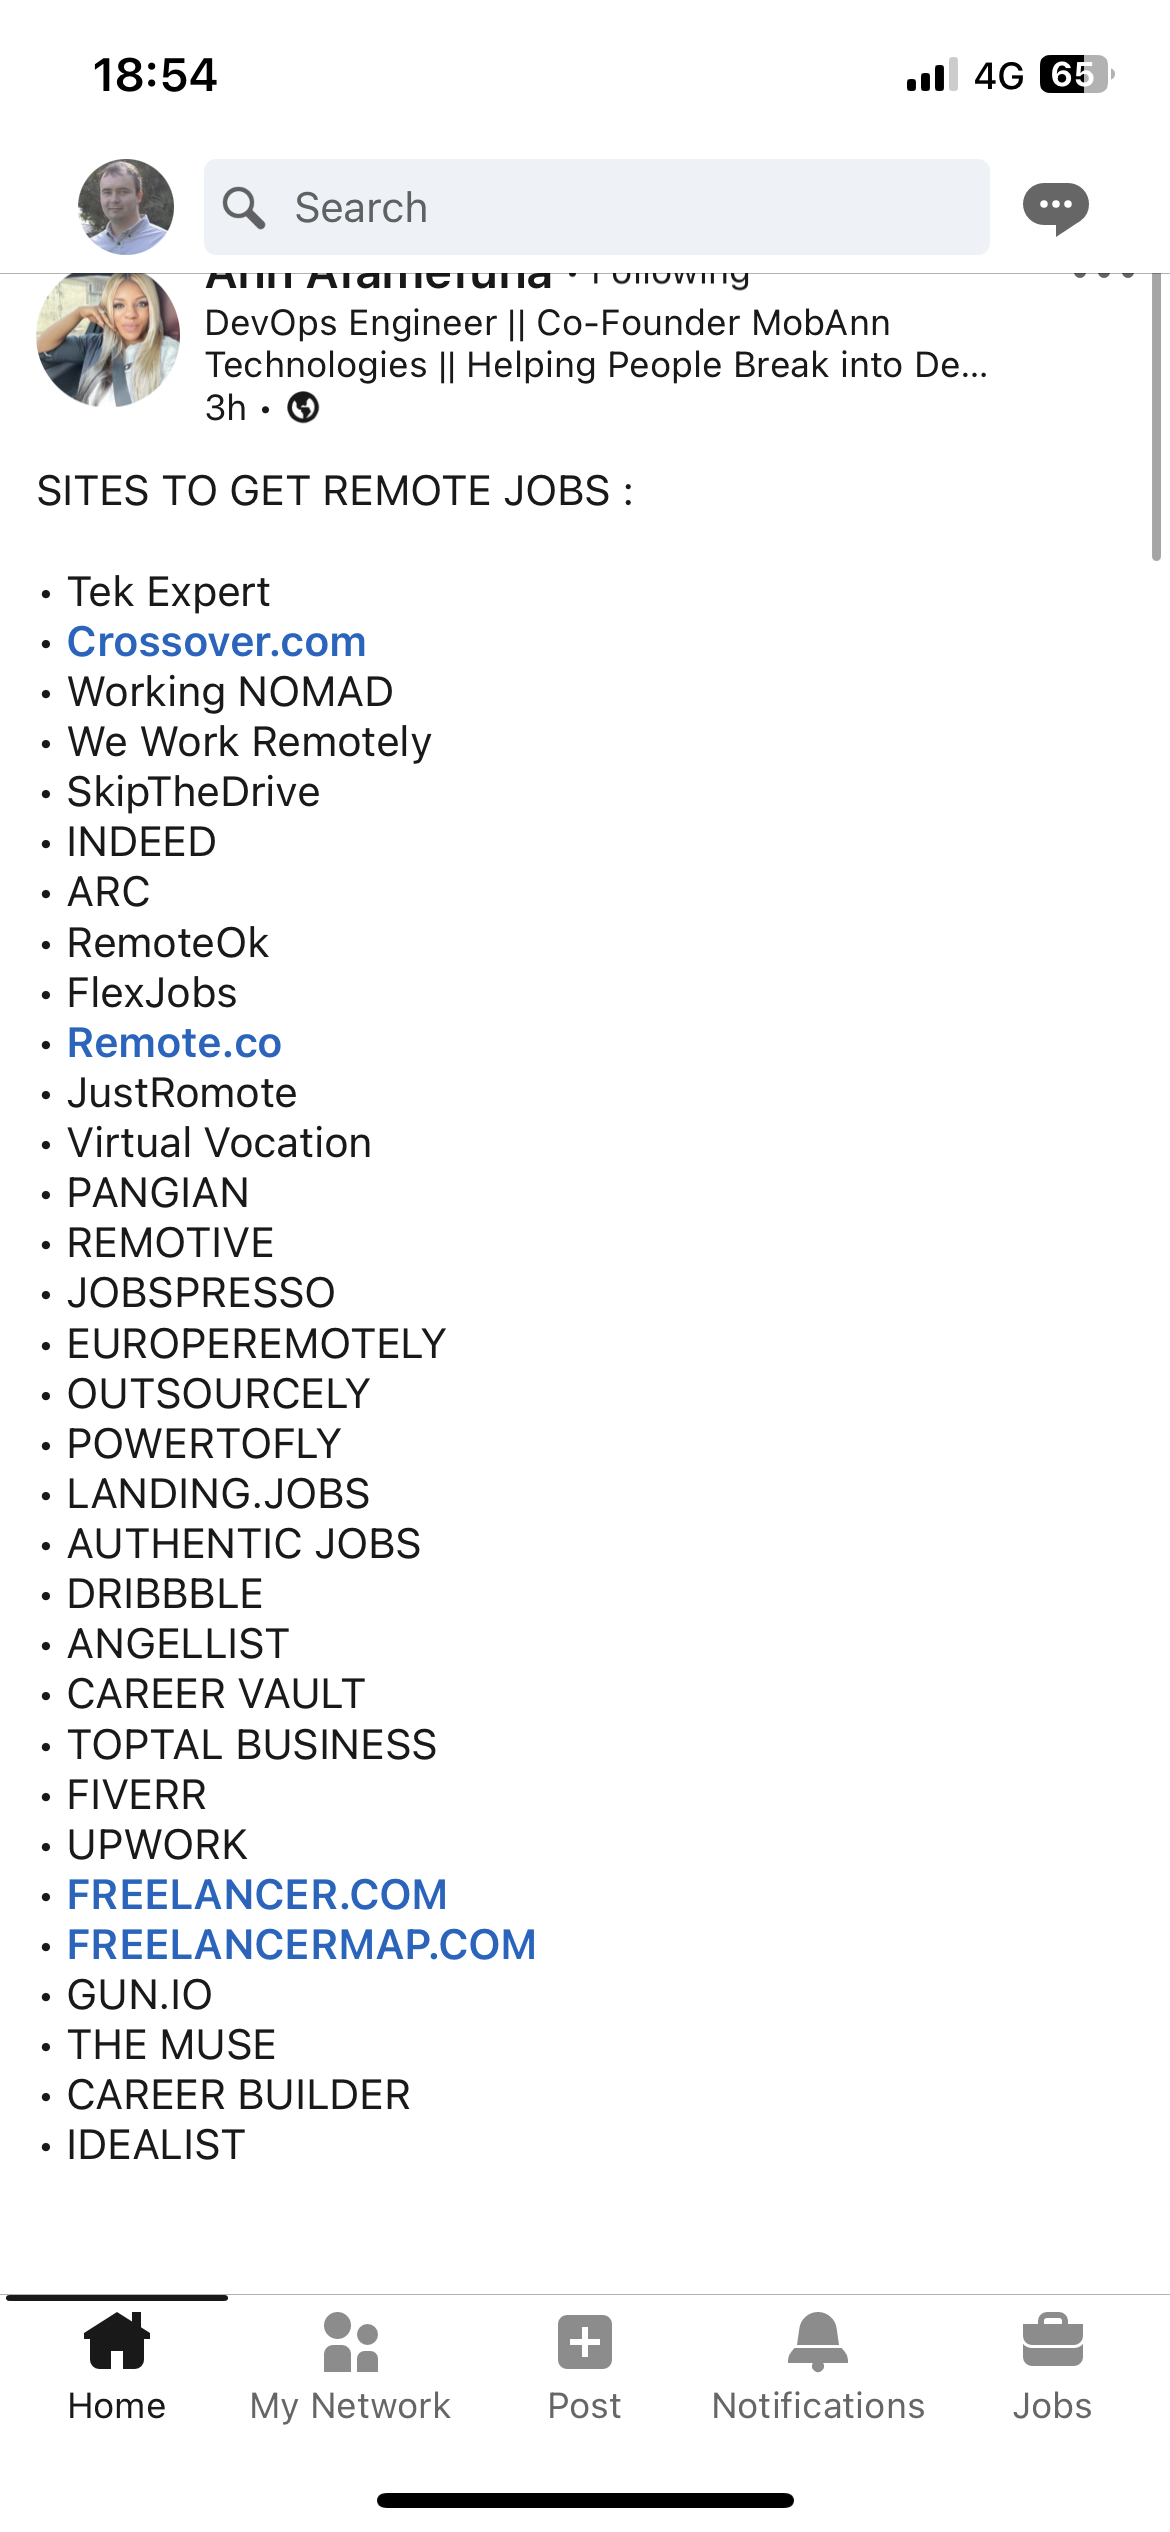 18:54
4G 65
Search
Ann Aramefuna • Following
DevOps Engineer || Co-Founder MobAnn
Technologies || Helping People Break into De...
3h •
SITES TO GET REMOTE JOBS :
• Tek Expert
• Crossover.com
• Working NOMAD
• We Work Remotely
• SkipTheDrive
• INDEED
• ARC
• RemoteOk
• FlexJobs
• Remote.co
• JustRomote
• Virtual Vocation
• PANGIAN
• REMOTIVE
• JOBSPRESSO
• EUROPEREMOTELY
• OUTSOURCELY
• POWERTOFLY
• LANDING.JOBS
• AUTHENTIC JOBS
• DRIBBBLE
• ANGELLIST
• CAREER VAULT
• TOPTAL BUSINESS
• FIVERR
• UPWORK
• FREELANCER.COM
• FREELANCERMAP.COM
• GUN.IO
• THE MUSE
• CAREER BUILDER
• IDEALIST
Home
My Network
Post
Notifications
Jobs